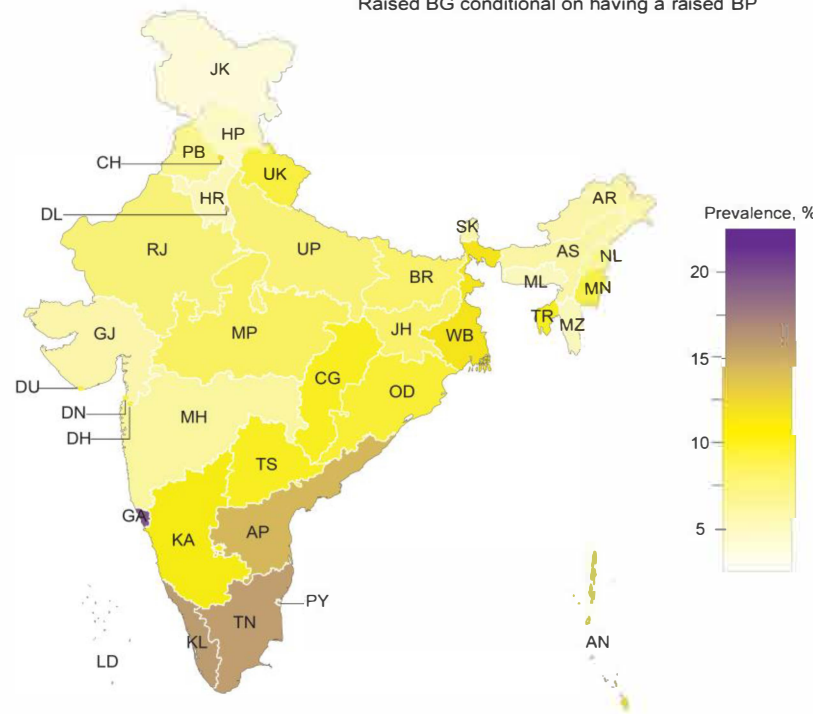 Raised BG conditional on having a raised BP
JK
HP
PB
CH
UK
HR
DL
AR
SK
Prevalence, %
RJ
UP
AS
NL
BR
ML
MN
20
GJ
MP
JH
WB
TR
MZ
15
DU
CG
OD
DN
MH
DH
10
TS
GA
KA
AP
5
PY
TN
KL
LD
AN